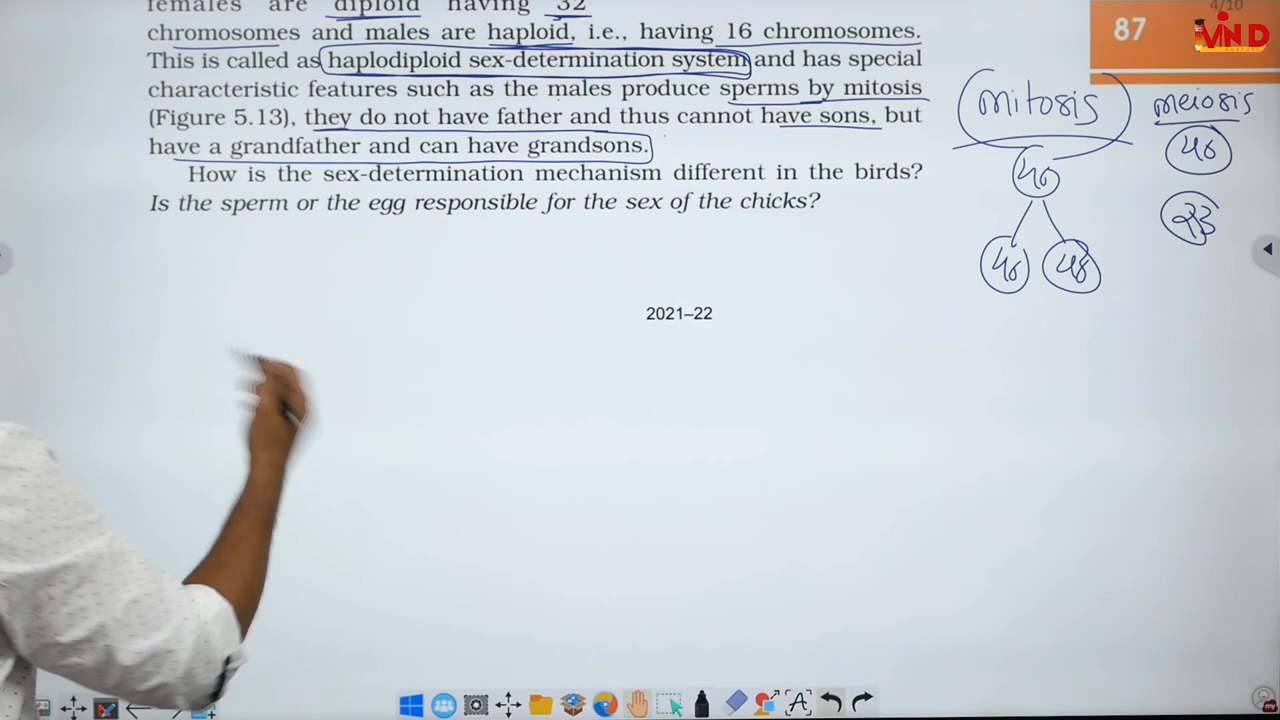 females are diploid having 32
chromosomes and males are haploid, i.e., having 16 chromosomes.
This is called as haplodiploid sex-determination system and has special
characteristic features such as the males produce sperms by mitosis
(Figure 5.13), they do not have father and thus cannot have sons, but
have a grandfather and can have grandsons.
How is the sex-determination mechanism different in the birds?
Is the sperm or the egg responsible for the sex of the chicks?
2021–22
4/10
87
MIND
mitosis
46
46 48
meiosis
46
23